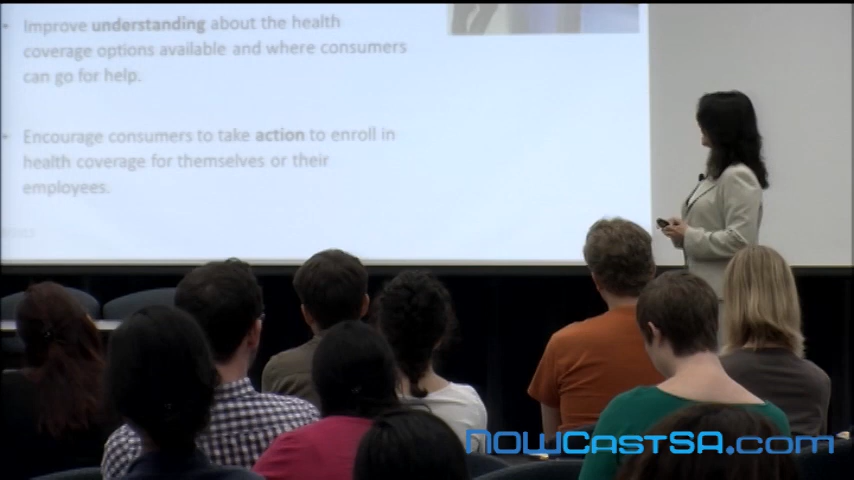 • Improve understanding about the health
coverage options available and where consumers
can go for help.
• Encourage consumers to take action to enroll in
health coverage for themselves or their
employees.
NOWCastSA.com